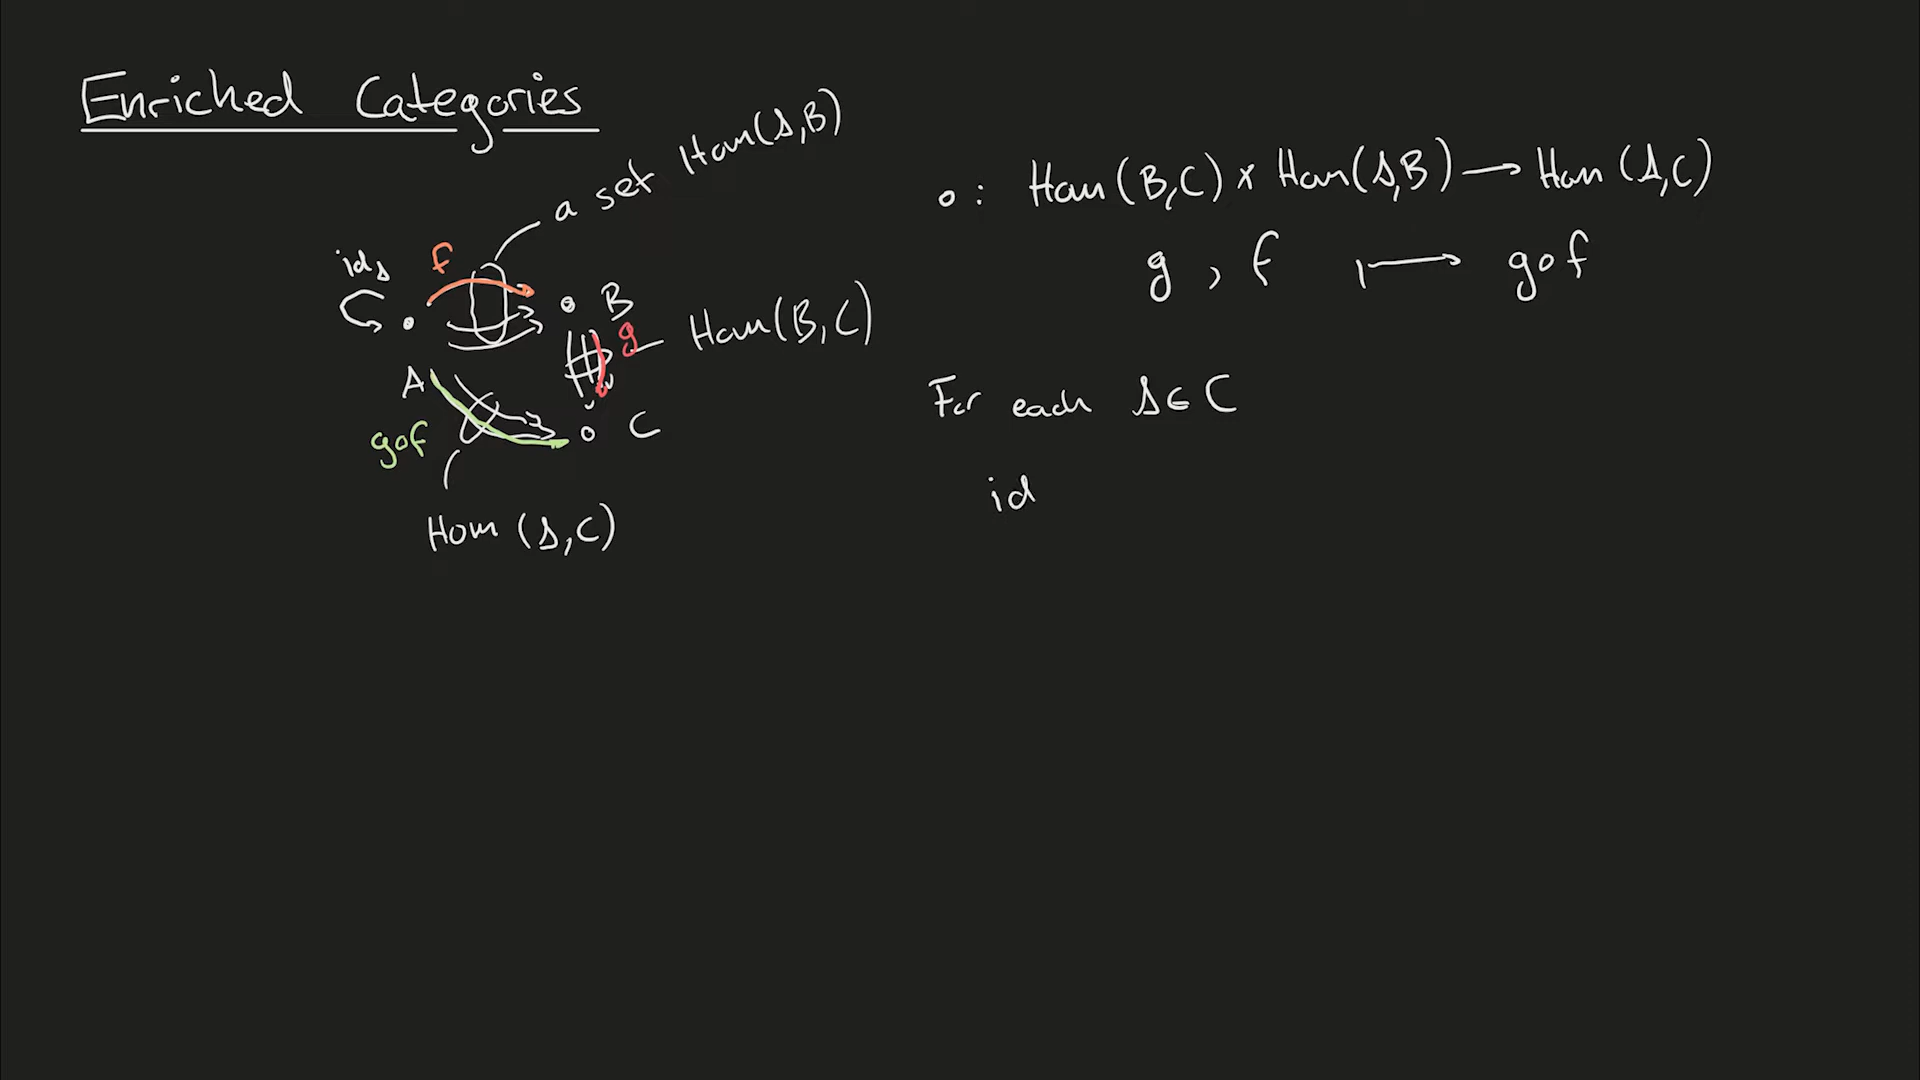 Enriched Categories
a set Hom(A,B)
id_A
f
B
g
Hom(B,C)
A
C
g∘f
Hom (A,C)
∘ : Hom(B,C) × Hom(A,B) ⟶ Hom (A,C)
g , f ⟼ g∘f
For each A∈C
id